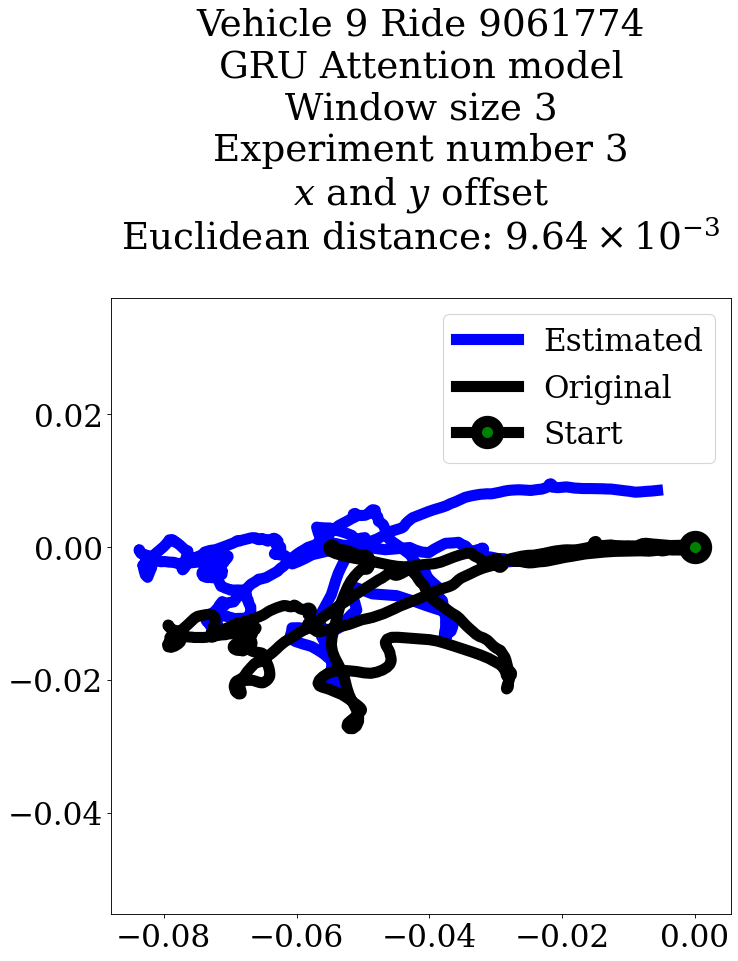 Vehicle 9 Ride 9061774
GRU Attention model
Window size 3
Experiment number 3
x and y offset
Euclidean distance: 9.64 × 10⁻³
Estimated
Original
Start
0.02
0.00
−0.02
−0.04
−0.08 −0.06 −0.04 −0.02 0.00